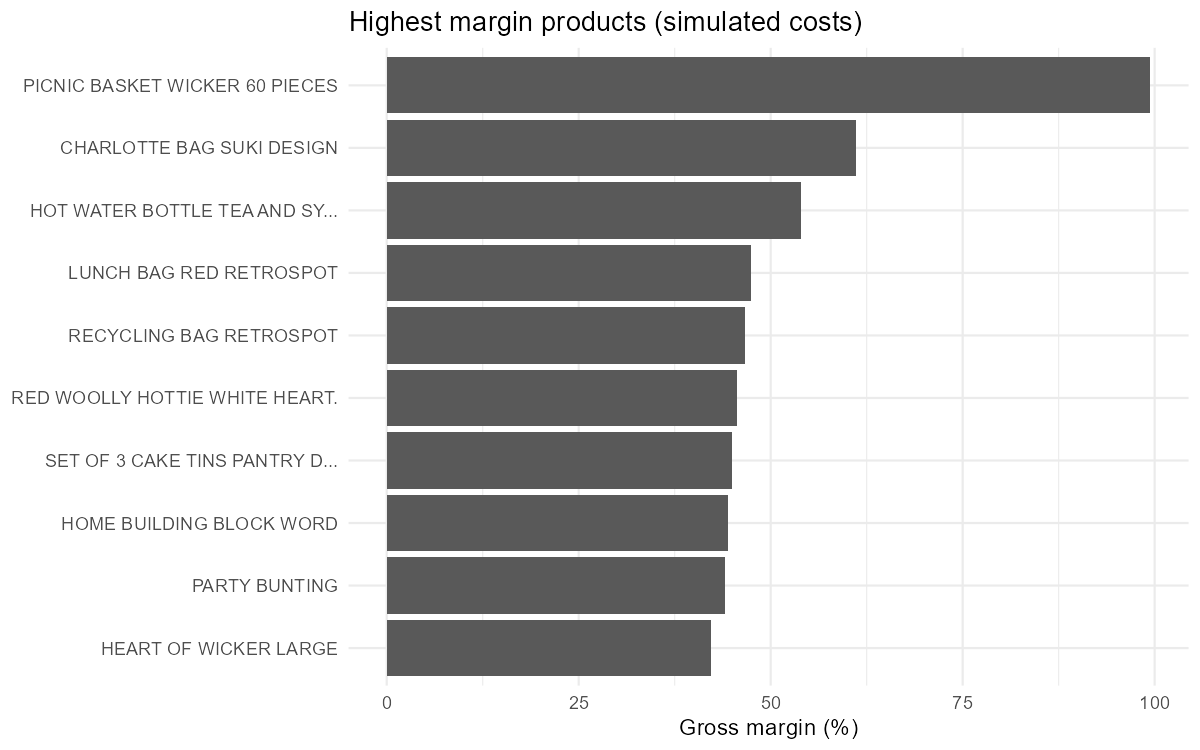 Highest margin products (simulated costs)
PICNIC BASKET WICKER 60 PIECES
CHARLOTTE BAG SUKI DESIGN
HOT WATER BOTTLE TEA AND SY...
LUNCH BAG RED RETROSPOT
RECYCLING BAG RETROSPOT
RED WOOLLY HOTTIE WHITE HEART.
SET OF 3 CAKE TINS PANTRY D...
HOME BUILDING BLOCK WORD
PARTY BUNTING
HEART OF WICKER LARGE
0 25 50 75 100
Gross margin (%)